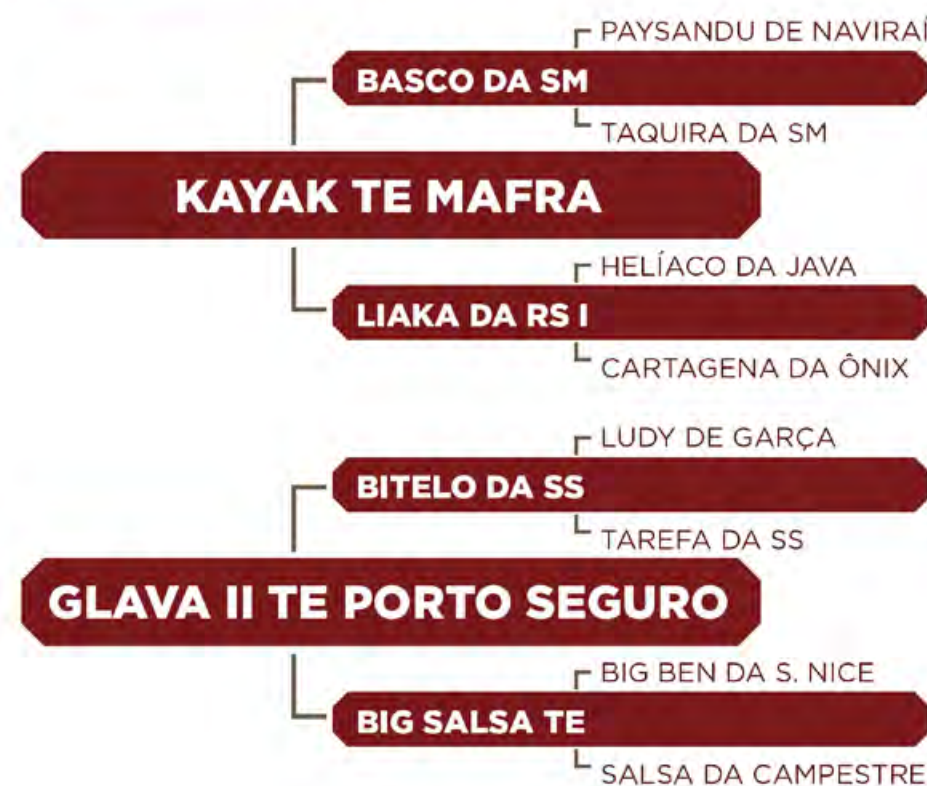 PAYSANDU DE NAVIRAÍ
BASCO DA SM
TAQUIRA DA SM
KAYAK TE MAFRA
HELÍACO DA JAVA
LIAKA DA RS I
CARTAGENA DA ÔNIX
LUDY DE GARÇA
BITELO DA SS
TAREFA DA SS
GLAVA II TE PORTO SEGURO
BIG BEN DA S. NICE
BIG SALSA TE
SALSA DA CAMPESTRE